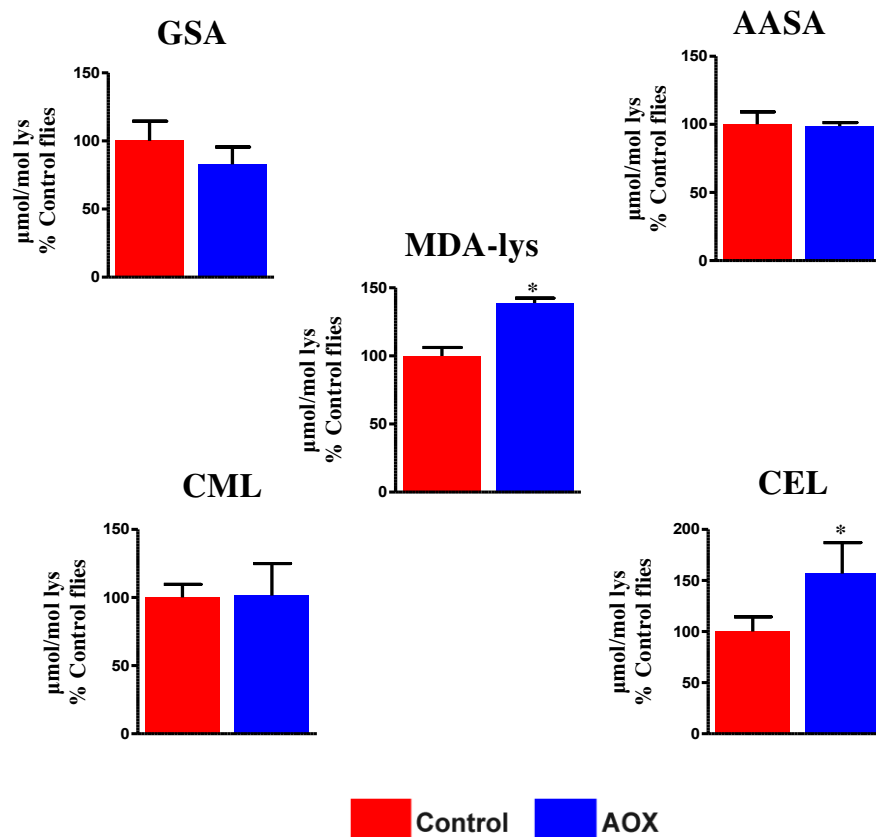 GSA
µmol/mol lys
% Control flies
150
100
50
0
AASA
µmol/mol lys
% Control flies
150
100
50
0
MDA-lys
µmol/mol lys
% Control flies
150
100
50
0
*
CML
µmol/mol lys
% Control flies
150
100
50
0
CEL
µmol/mol lys
% Control flies
200
150
100
50
0
*
Control
AOX